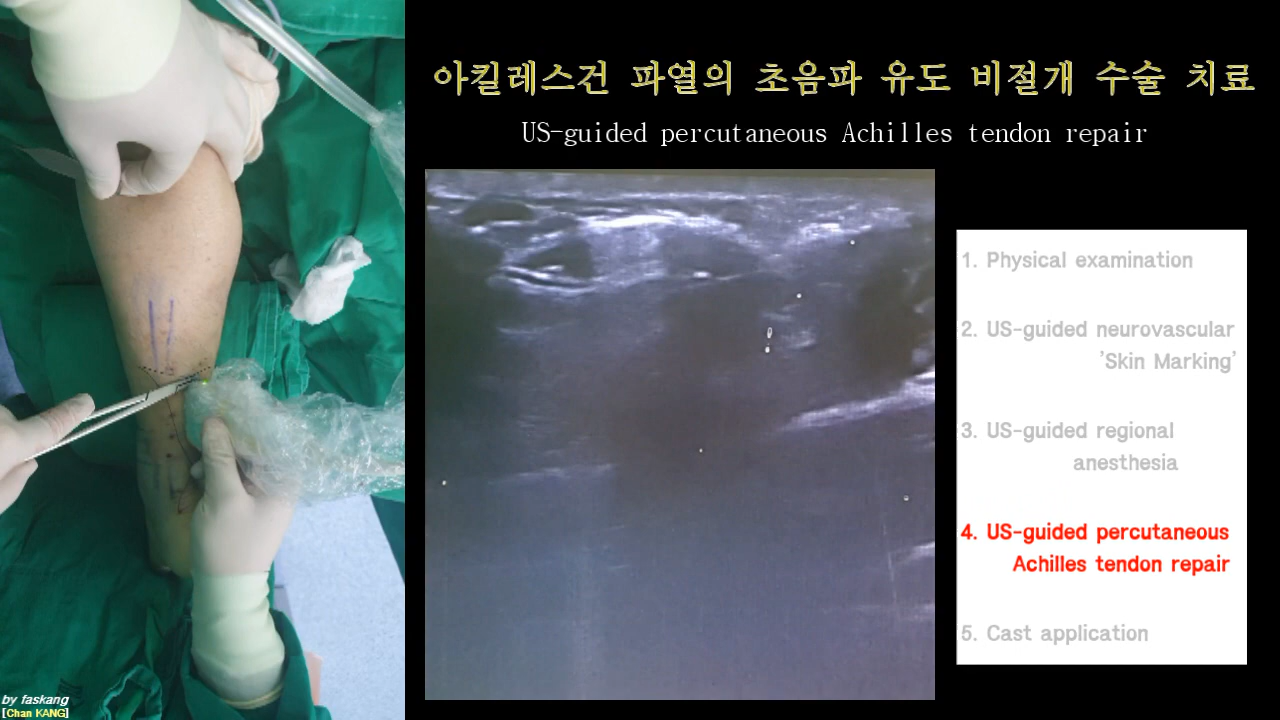 아킬레스건 파열의 초음파 유도 비절개 수술 치료
US-guided percutaneous Achilles tendon repair
1. Physical examination
2. US-guided neurovascular
'Skin Marking'
3. US-guided regional
anesthesia
4. US-guided percutaneous
Achilles tendon repair
5. Cast application
by faskang
[Chan KANG]